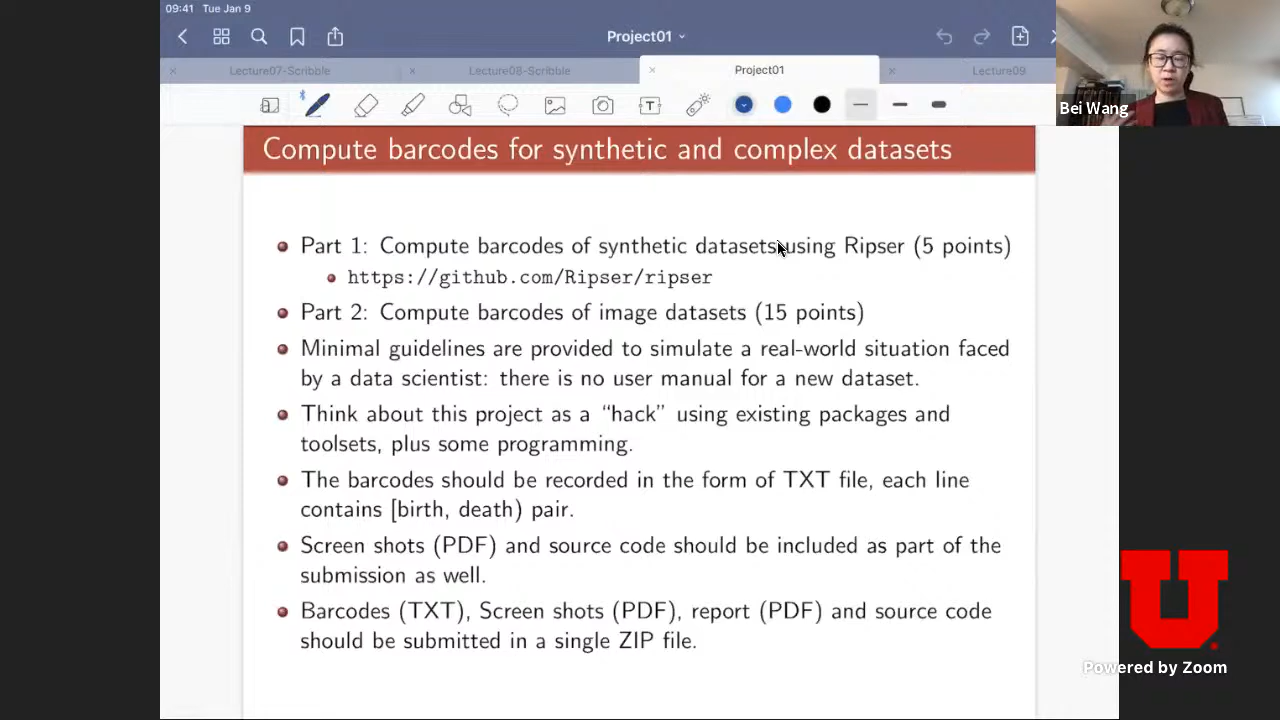 09:41 Tue Jan 9
Project01
Lecture07-Scribble
Lecture08-Scribble
Project01
Lecture09
T
Bei Wang
Compute barcodes for synthetic and complex datasets
Part 1: Compute barcodes of synthetic datasets using Ripser (5 points)
https://github.com/Ripser/ripser
Part 2: Compute barcodes of image datasets (15 points)
Minimal guidelines are provided to simulate a real-world situation faced
by a data scientist: there is no user manual for a new dataset.
Think about this project as a “hack” using existing packages and
toolsets, plus some programming.
The barcodes should be recorded in the form of TXT file, each line
contains [birth, death) pair.
Screen shots (PDF) and source code should be included as part of the
submission as well.
Barcodes (TXT), Screen shots (PDF), report (PDF) and source code
should be submitted in a single ZIP file.
U
Powered by Zoom